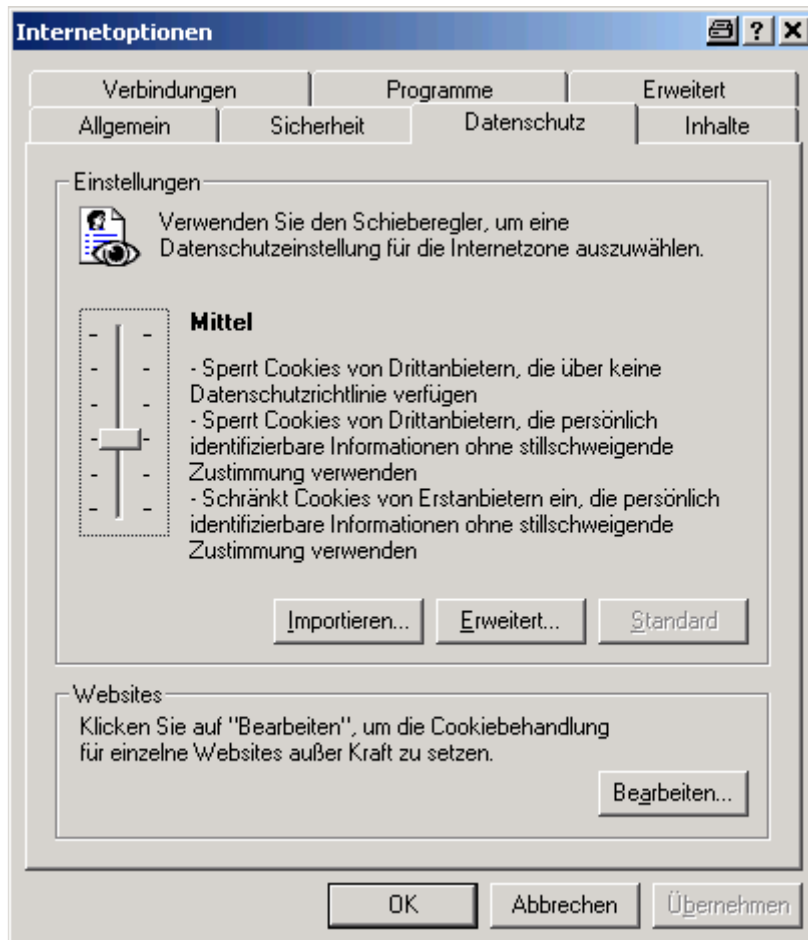 Internetoptionen
?
Verbindungen
Programme
Erweitert
Allgemein
Sicherheit
Datenschutz
Inhalte
Einstellungen
Verwenden Sie den Schieberegler, um eine
Datenschutzeinstellung für die Internetzone auszuwählen.
Mittel
- Sperrt Cookies von Drittanbietern, die über keine
Datenschutzrichtlinie verfügen
- Sperrt Cookies von Drittanbietern, die persönlich
identifizierbare Informationen ohne stillschweigende
Zustimmung verwenden
- Schränkt Cookies von Erstanbietern ein, die persönlich
identifizierbare Informationen ohne stillschweigende
Zustimmung verwenden
Importieren...
Erweitert...
Standard
Websites
Klicken Sie auf "Bearbeiten", um die Cookiebehandlung
für einzelne Websites außer Kraft zu setzen.
Bearbeiten...
OK
Abbrechen
Übernehmen